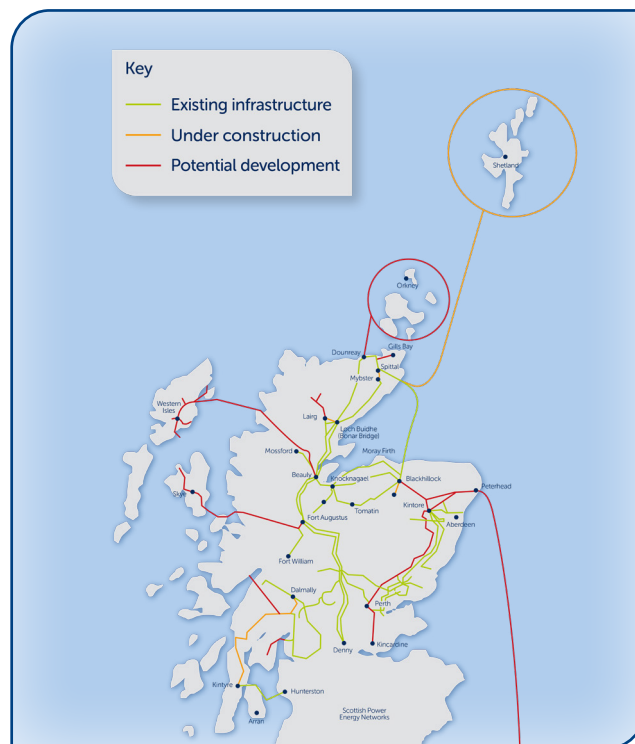 Key
Existing infrastructure
Under construction
Potential development
Shetland
Orkney
Gills Bay
Dounreay
Spittal
Mybster
Western
Isles
Lairg
Loch Buidhe
(Bonar Bridge)
Mossford
Moray Firth
Beauly
Knocknagael
Blackhillock
Peterhead
Skye
Tomatin
Kintore
Fort Augustus
Aberdeen
Fort William
Dalmally
Perth
Denny
Kincardine
Kintyre
Hunterston
Arran
Scottish Power
Energy Networks